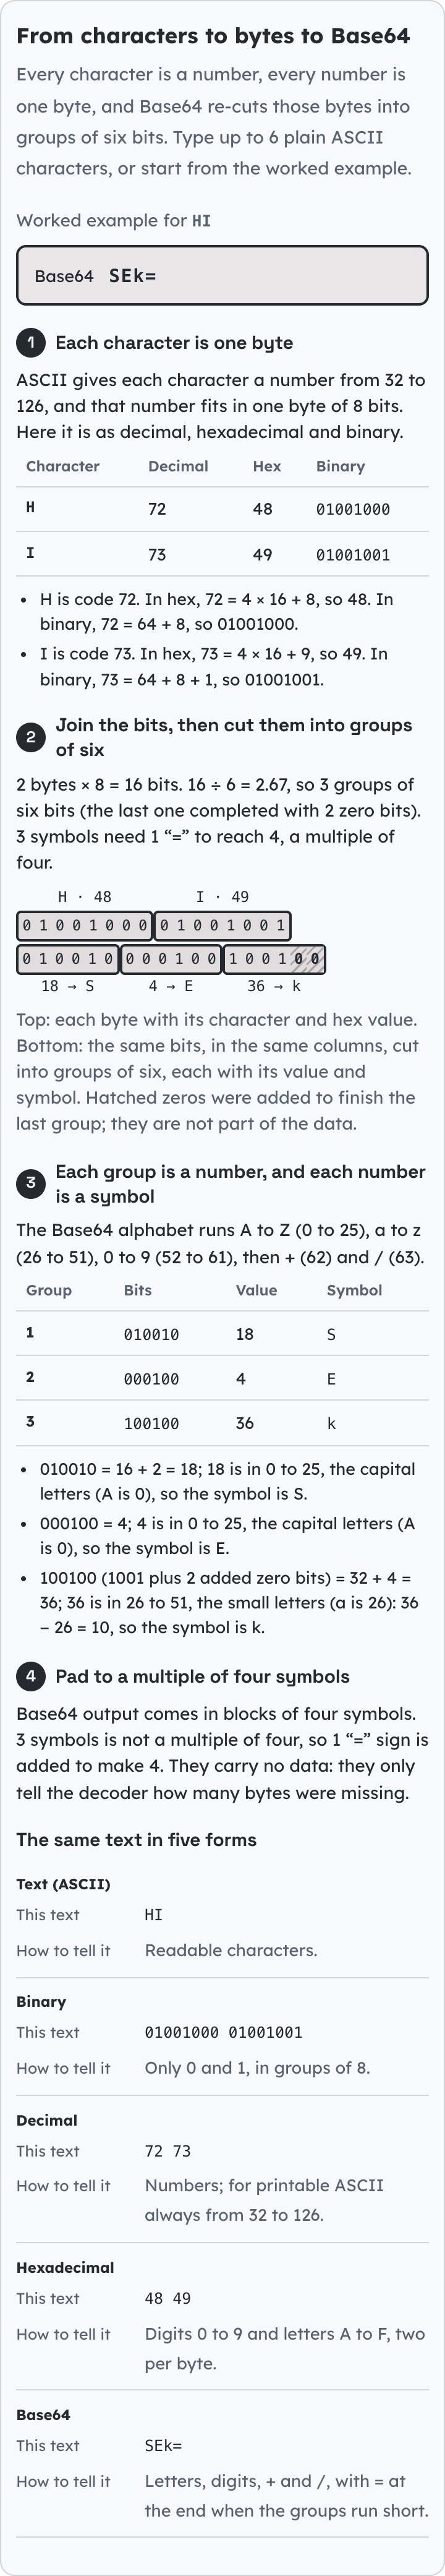 From characters to bytes to Base64
Every character is a number, every number is
one byte, and Base64 re-cuts those bytes into
groups of six bits. Type up to 6 plain ASCII
characters, or start from the worked example.
Worked example for HI
Base64 SEk=
1 Each character is one byte
ASCII gives each character a number from 32 to
126, and that number fits in one byte of 8 bits.
Here it is as decimal, hexadecimal and binary.
Character Decimal Hex Binary
H 72 48 01001000
I 73 49 01001001
• H is code 72. In hex, 72 = 4 × 16 + 8, so 48. In
binary, 72 = 64 + 8, so 01001000.
• I is code 73. In hex, 73 = 4 × 16 + 9, so 49. In
binary, 73 = 64 + 8 + 1, so 01001001.
2 Join the bits, then cut them into groups
of six
2 bytes × 8 = 16 bits. 16 ÷ 6 = 2.67, so 3 groups of
six bits (the last one completed with 2 zero bits).
3 symbols need 1 “=” to reach 4, a multiple of
four.
H · 48 I · 49
0 1 0 0 1 0 0 0 0 1 0 0 1 0 0 1
0 1 0 0 1 0 0 0 0 1 0 0 1 0 0 1 0 0
18 → S 4 → E 36 → k
Top: each byte with its character and hex value.
Bottom: the same bits, in the same columns, cut
into groups of six, each with its value and
symbol. Hatched zeros were added to finish the
last group; they are not part of the data.
3 Each group is a number, and each number
is a symbol
The Base64 alphabet runs A to Z (0 to 25), a to z
(26 to 51), 0 to 9 (52 to 61), then + (62) and / (63).
Group Bits Value Symbol
1 010010 18 S
2 000100 4 E
3 100100 36 k
• 010010 = 16 + 2 = 18; 18 is in 0 to 25, the capital
letters (A is 0), so the symbol is S.
• 000100 = 4; 4 is in 0 to 25, the capital letters (A
is 0), so the symbol is E.
• 100100 (1001 plus 2 added zero bits) = 32 + 4 =
36; 36 is in 26 to 51, the small letters (a is 26): 36
− 26 = 10, so the symbol is k.
4 Pad to a multiple of four symbols
Base64 output comes in blocks of four symbols.
3 symbols is not a multiple of four, so 1 “=” sign is
added to make 4. They carry no data: they only
tell the decoder how many bytes were missing.
The same text in five forms
Text (ASCII)
This text HI
How to tell it Readable characters.
Binary
This text 01001000 01001001
How to tell it Only 0 and 1, in groups of 8.
Decimal
This text 72 73
How to tell it Numbers; for printable ASCII
always from 32 to 126.
Hexadecimal
This text 48 49
How to tell it Digits 0 to 9 and letters A to F, two
per byte.
Base64
This text SEk=
How to tell it Letters, digits, + and /, with = at
the end when the groups run short.